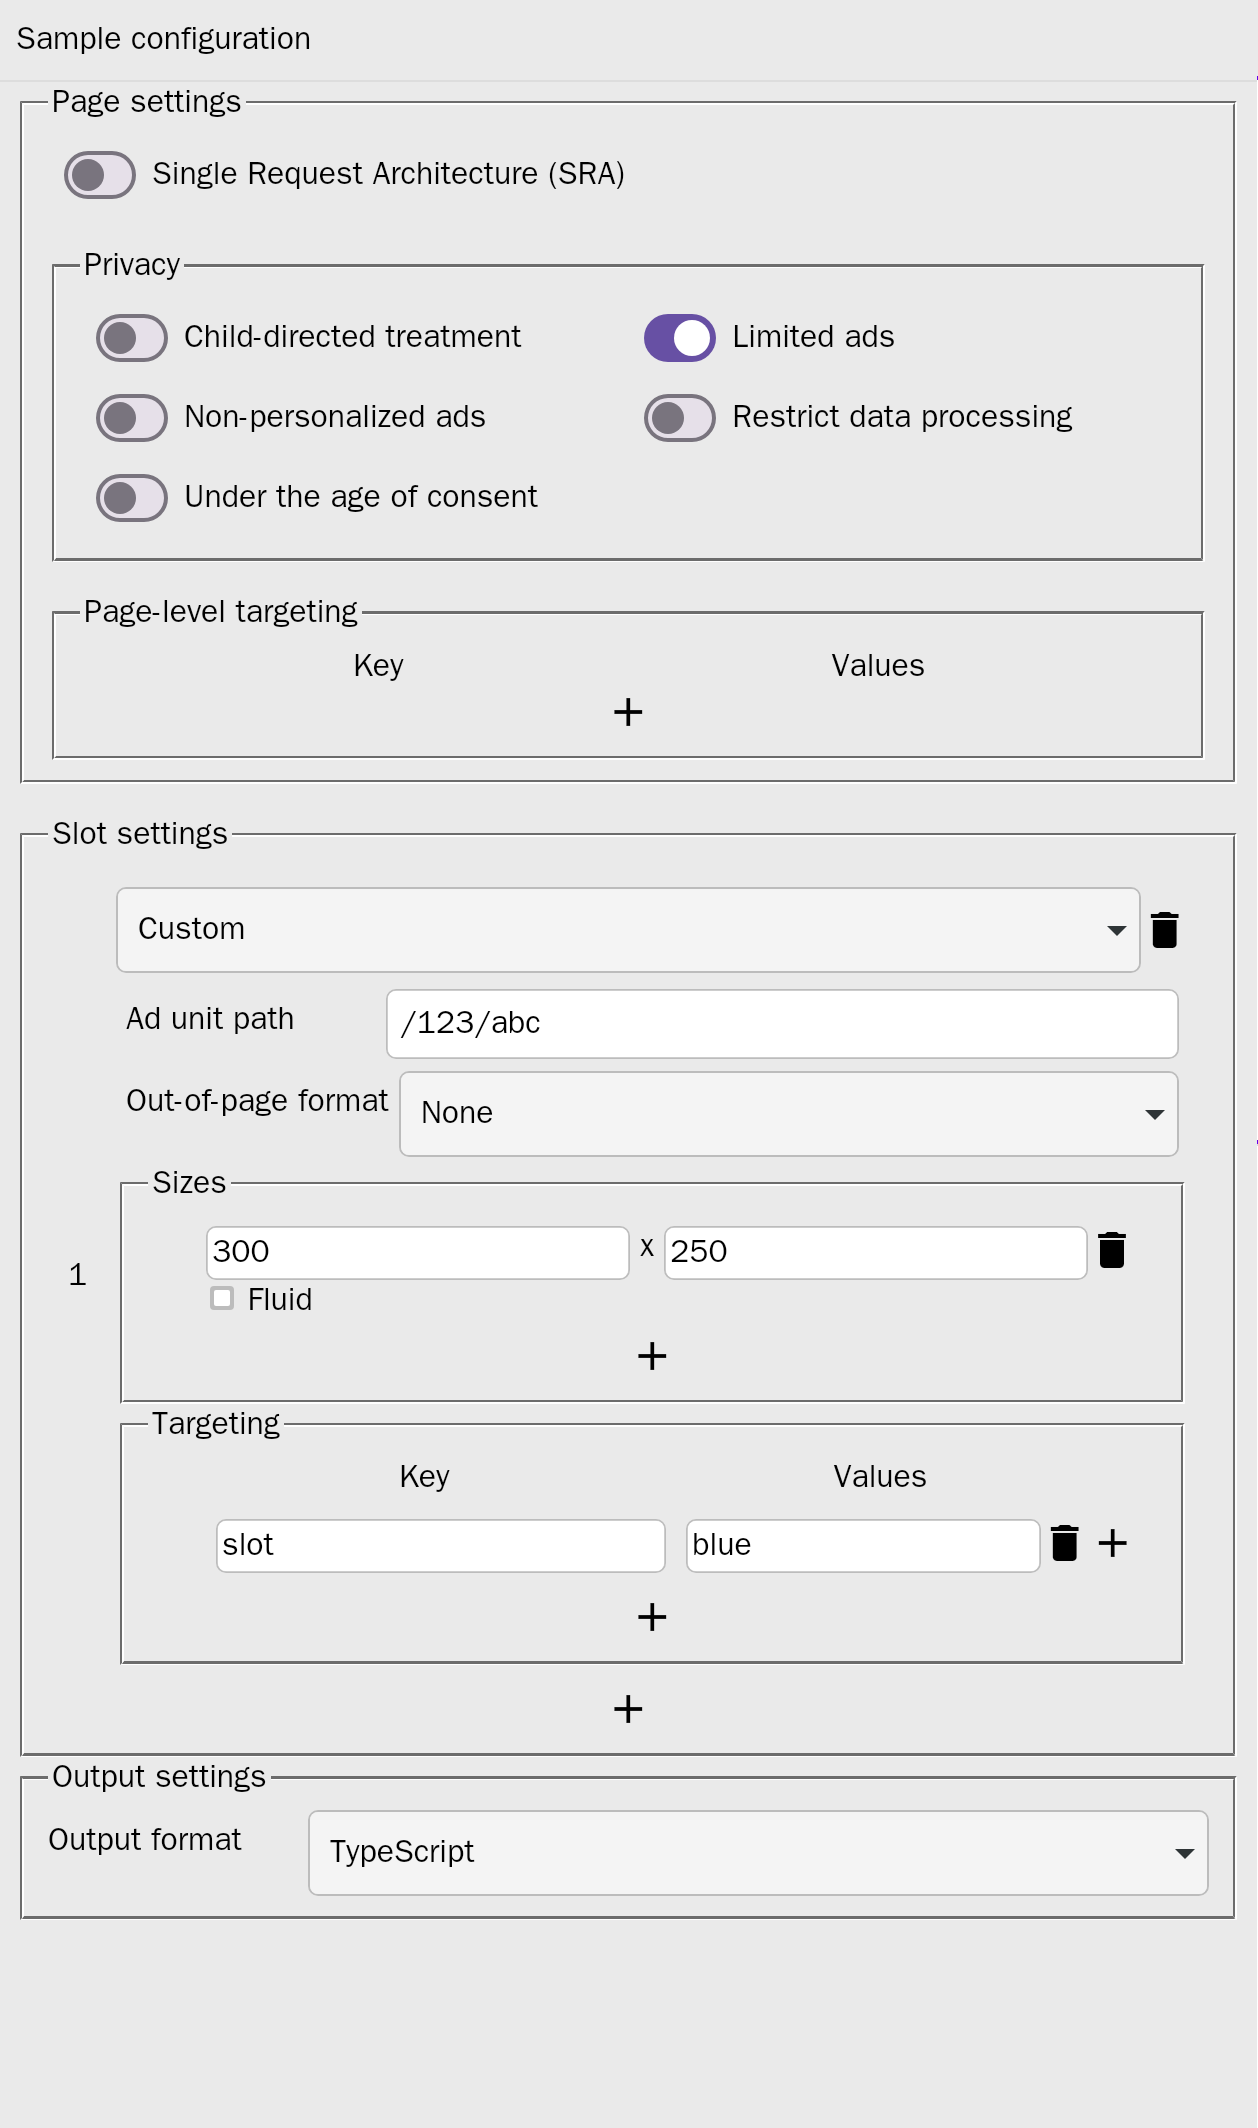 Sample configuration
Page settings
Single Request Architecture (SRA)
Privacy
Child-directed treatment
Limited ads
Non-personalized ads
Restrict data processing
Under the age of consent
Page-level targeting
Key Values
Slot settings
Custom
Ad unit path /123/abc
Out-of-page format None
Sizes
300 x 250
Fluid
1
Targeting
Key Values
slot blue
Output settings
Output format TypeScript